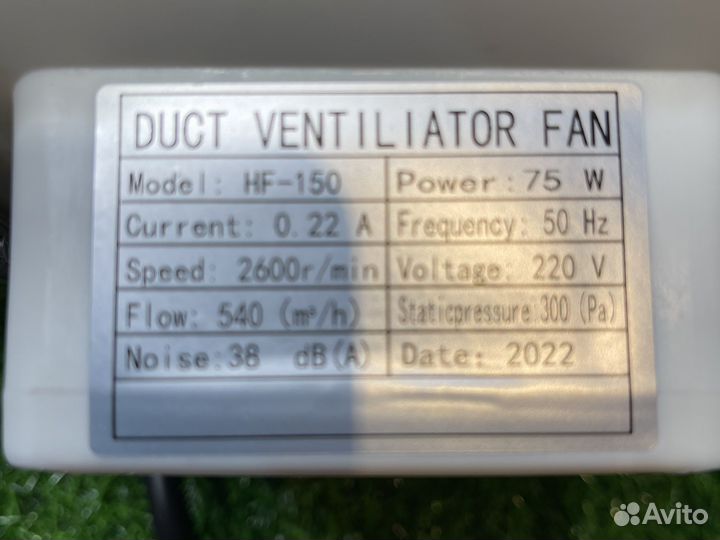 DUCT VENTILIATOR FAN
Model: HF-150 Power:75 W
Current: 0.22 A Frequency: 50 Hz
Speed: 2600r/min Voltage: 220 V
Flow: 540 (m³/h) Staticpressure:300 (Pa)
Noise:38 dB(A) Date: 2022
Avito